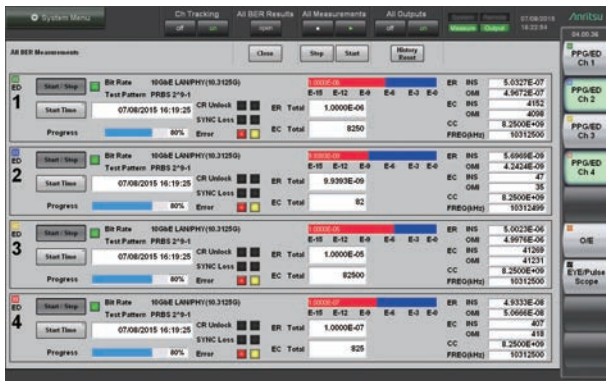 System Menu
Ch Tracking
off on
All BER Results
open
All Measurements
All Outputs
off on
Measure Output
07/08/2015
16:22:54
Anritsu
04.00.36
All BER Measurements
Close
Stop
Start
History Reset
ED 1
Start / Stop
Bit Rate 10GbE LAN/PHY(10.3125G)
Test Pattern PRBS 2^9-1
Start Time
07/08/2015 16:19:25
CR Unlock
SYNC Loss
Progress
80%
Error
E-15 E-12 E-9 E-6 E-3 E-0
ER Total 1.0000E-06
EC Total 8250
ER INS 5.0327E-07
OMI 4.9672E-07
EC INS 4152
OMI 4098
CC 8.2500E+09
FREQ(kHz) 10312500
ED 2
Start / Stop
Bit Rate 10GbE LAN/PHY(10.3125G)
Test Pattern PRBS 2^9-1
Start Time
07/08/2015 16:19:25
CR Unlock
SYNC Loss
Progress
80%
Error
E-15 E-12 E-9 E-6 E-3 E-0
ER Total 9.9393E-09
EC Total 82
ER INS 5.6969E-09
OMI 4.2424E-09
EC INS 47
OMI 35
CC 8.2500E+09
FREQ(kHz) 10312499
ED 3
Start / Stop
Bit Rate 10GbE LAN/PHY(10.3125G)
Test Pattern PRBS 2^9-1
Start Time
07/08/2015 16:19:25
CR Unlock
SYNC Loss
Progress
80%
Error
E-15 E-12 E-9 E-6 E-3 E-0
ER Total 1.0000E-05
EC Total 82500
ER INS 5.0023E-06
OMI 4.9976E-06
EC INS 41269
OMI 41231
CC 8.2500E+09
FREQ(kHz) 10312500
ED 4
Start / Stop
Bit Rate 10GbE LAN/PHY(10.3125G)
Test Pattern PRBS 2^9-1
Start Time
07/08/2015 16:19:25
CR Unlock
SYNC Loss
Progress
80%
Error
E-15 E-12 E-9 E-6 E-3 E-0
ER Total 1.0000E-07
EC Total 825
ER INS 4.9333E-08
OMI 5.0666E-08
EC INS 407
OMI 418
CC 8.2500E+09
FREQ(kHz) 10312500
PPG/ED
Ch 1
PPG/ED
Ch 2
PPG/ED
Ch 3
PPG/ED
Ch 4
O/E
EYE/Pulse
Scope